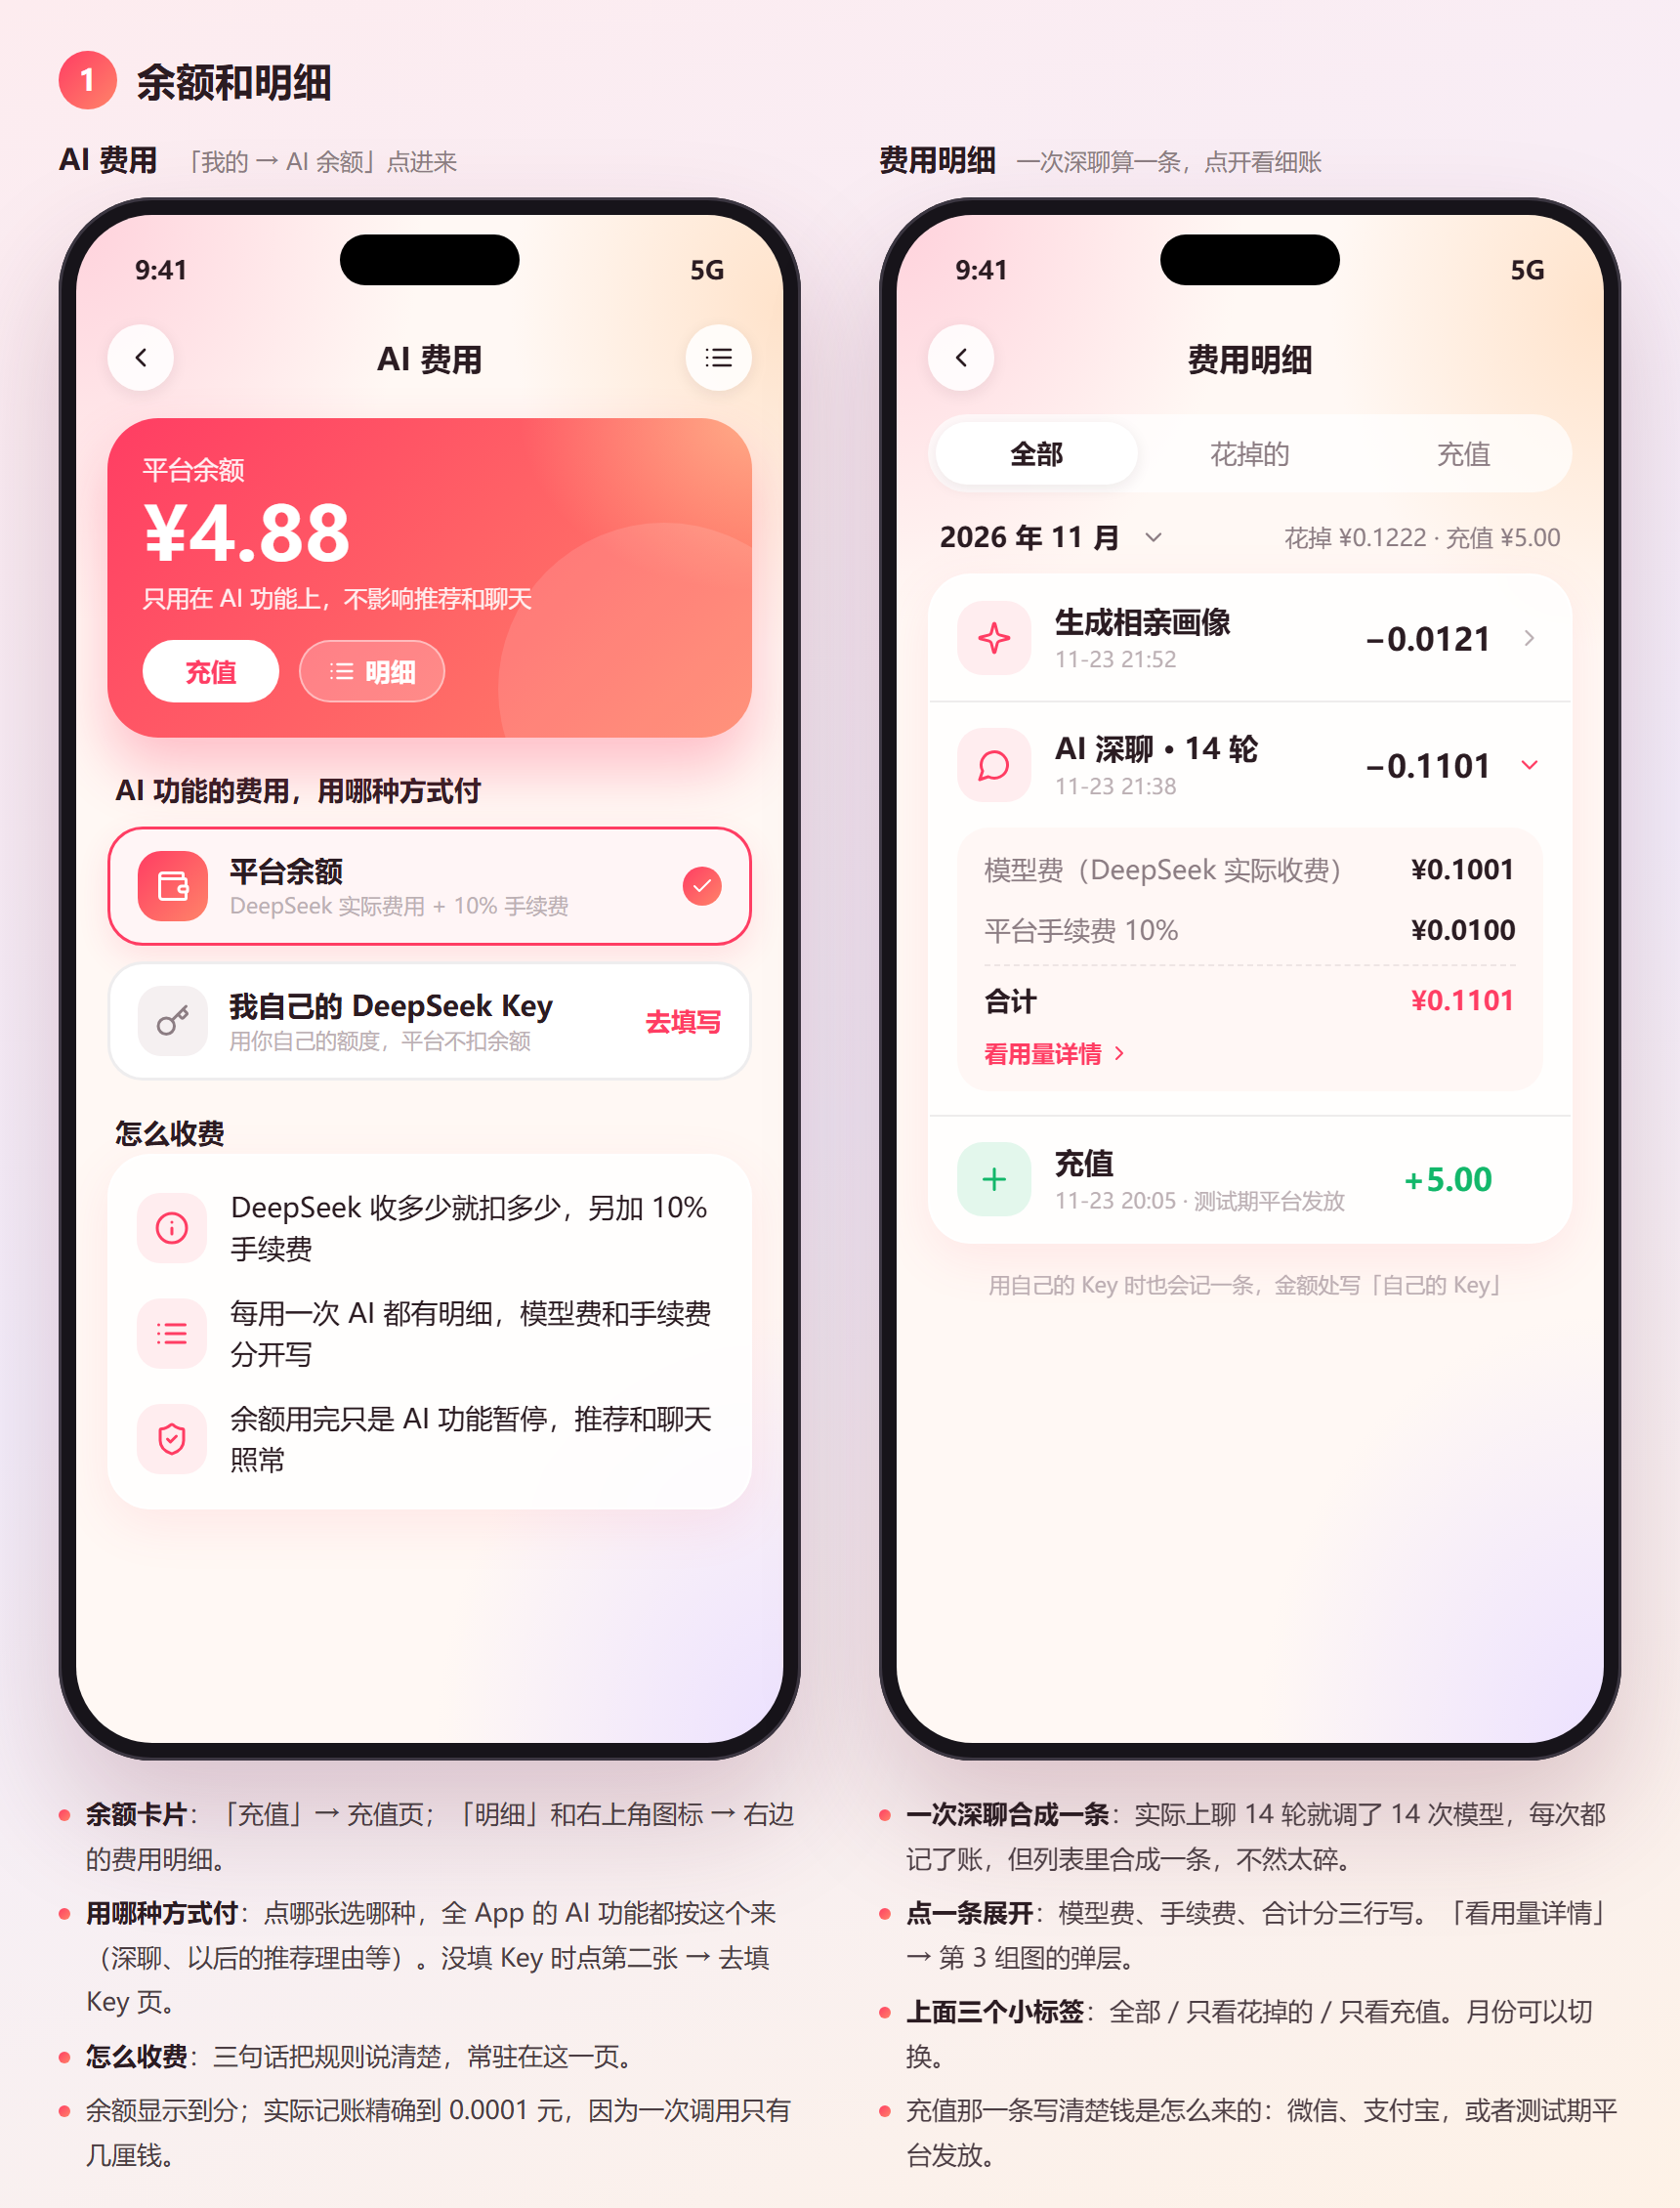 1 余额和明细
AI 费用 「我的 → AI 余额」点进来
9:41 5G
AI 费用
平台余额
¥4.88
只用在 AI 功能上，不影响推荐和聊天
充值 明细
AI 功能的费用，用哪种方式付
平台余额
DeepSeek 实际费用 + 10% 手续费
我自己的 DeepSeek Key
用你自己的额度，平台不扣余额
去填写
怎么收费
DeepSeek 收多少就扣多少，另加 10%
手续费
每用一次 AI 都有明细，模型费和手续费
分开写
余额用完只是 AI 功能暂停，推荐和聊天
照常
余额卡片：「充值」→ 充值页；「明细」和右上角图标 → 右边
的费用明细。
用哪种方式付：点哪张选哪种，全 App 的 AI 功能都按这个来
（深聊、以后的推荐理由等）。没填 Key 时点第二张 → 去填
Key 页。
怎么收费：三句话把规则说清楚，常驻在这一页。
余额显示到分；实际记账精确到 0.0001 元，因为一次调用只有
几厘钱。
费用明细 一次深聊算一条，点开看细账
9:41 5G
费用明细
全部 花掉的 充值
2026 年 11 月 花掉 ¥0.1222 · 充值 ¥5.00
生成相亲画像
11-23 21:52
−0.0121
AI 深聊 • 14 轮
11-23 21:38
−0.1101
模型费（DeepSeek 实际收费） ¥0.1001
平台手续费 10% ¥0.0100
合计 ¥0.1101
看用量详情
充值
11-23 20:05 · 测试期平台发放
+5.00
用自己的 Key 时也会记一条，金额处写「自己的 Key」
一次深聊合成一条：实际上聊 14 轮就调了 14 次模型，每次都
记了账，但列表里合成一条，不然太碎。
点一条展开：模型费、手续费、合计分三行写。「看用量详情」
→ 第 3 组图的弹层。
上面三个小标签：全部 / 只看花掉的 / 只看充值。月份可以切
换。
充值那一条写清楚钱是怎么来的：微信、支付宝，或者测试期平
台发放。